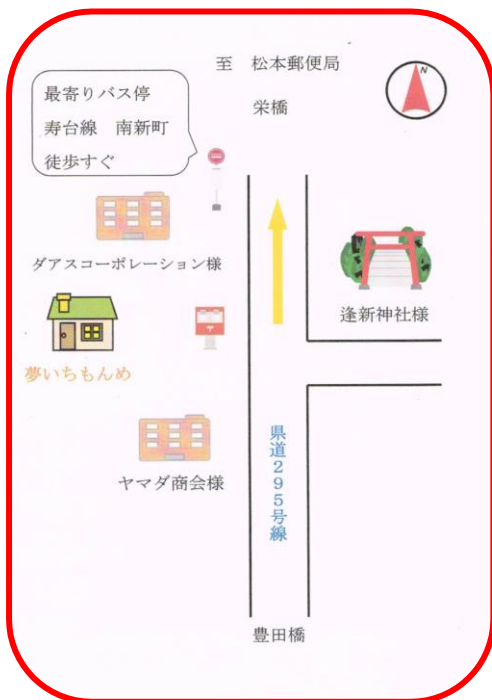 至 松本郵便局
N
栄橋
最寄りバス停
寿台線 南新町
徒歩すぐ
ダアスコーポレーション様
逢新神社様
夢いちもんめ
ヤマダ商会様
県道295号線
豊田橋